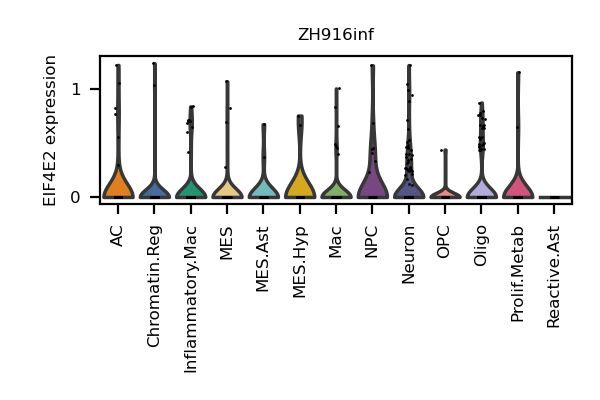 ZH916inf
EIF4E2 expression
1
0
AC
Chromatin.Reg
Inflammatory.Mac
MES
MES.Ast
MES.Hyp
Mac
NPC
Neuron
OPC
Oligo
Prolif.Metab
Reactive.Ast